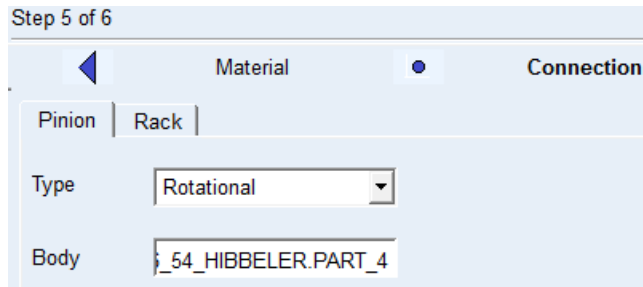 Step 5 of 6
Material Connection
Pinion Rack
Type Rotational
Body _54_HIBBELER.PART_4